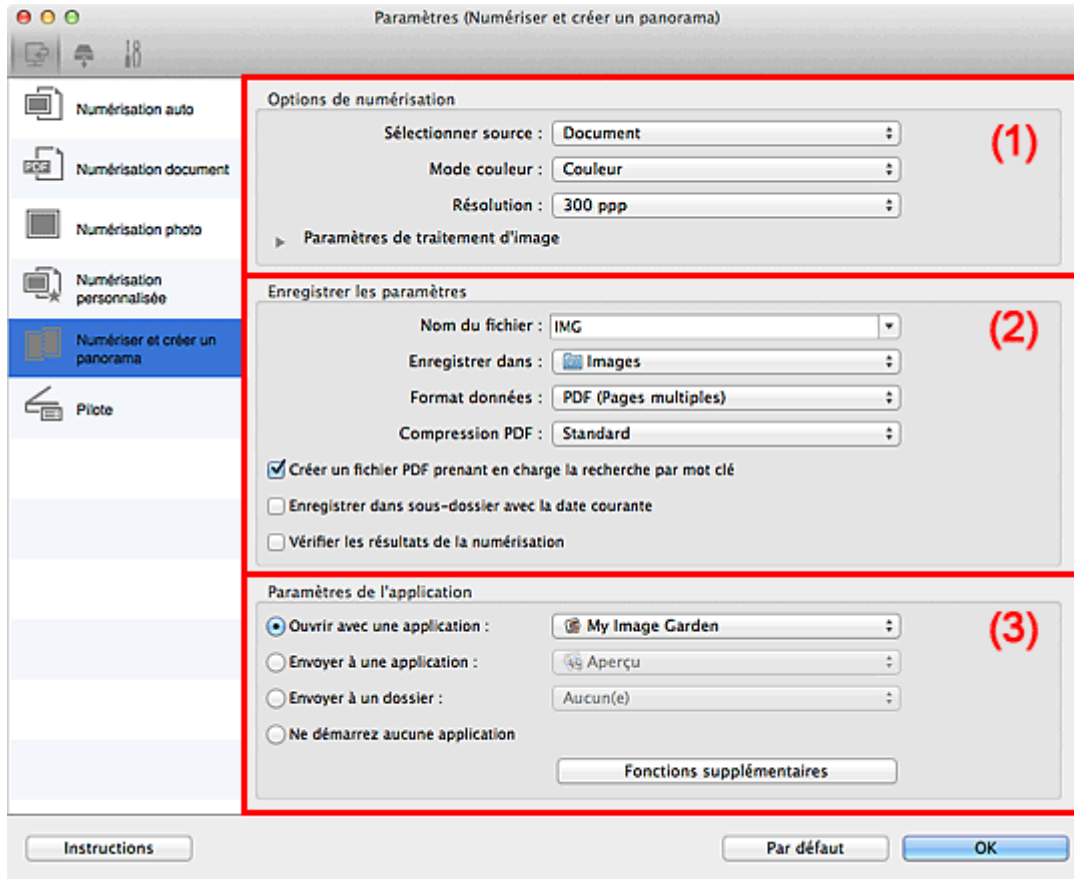 Paramètres (Numériser et créer un panorama)
Numérisation auto
Numérisation document
Numérisation photo
Numérisation
personnalisée
Numériser et créer un
panorama
Pilote
Options de numérisation
(1)
Sélectionner source : Document
Mode couleur : Couleur
Résolution : 300 ppp
Paramètres de traitement d'image
Enregistrer les paramètres
(2)
Nom du fichier : IMG
Enregistrer dans : Images
Format données : PDF (Pages multiples)
Compression PDF : Standard
Créer un fichier PDF prenant en charge la recherche par mot clé
Enregistrer dans sous-dossier avec la date courante
Vérifier les résultats de la numérisation
Paramètres de l'application
(3)
Ouvrir avec une application : My Image Garden
Envoyer à une application : Aperçu
Envoyer à un dossier : Aucun(e)
Ne démarrez aucune application
Fonctions supplémentaires
Instructions
Par défaut
OK